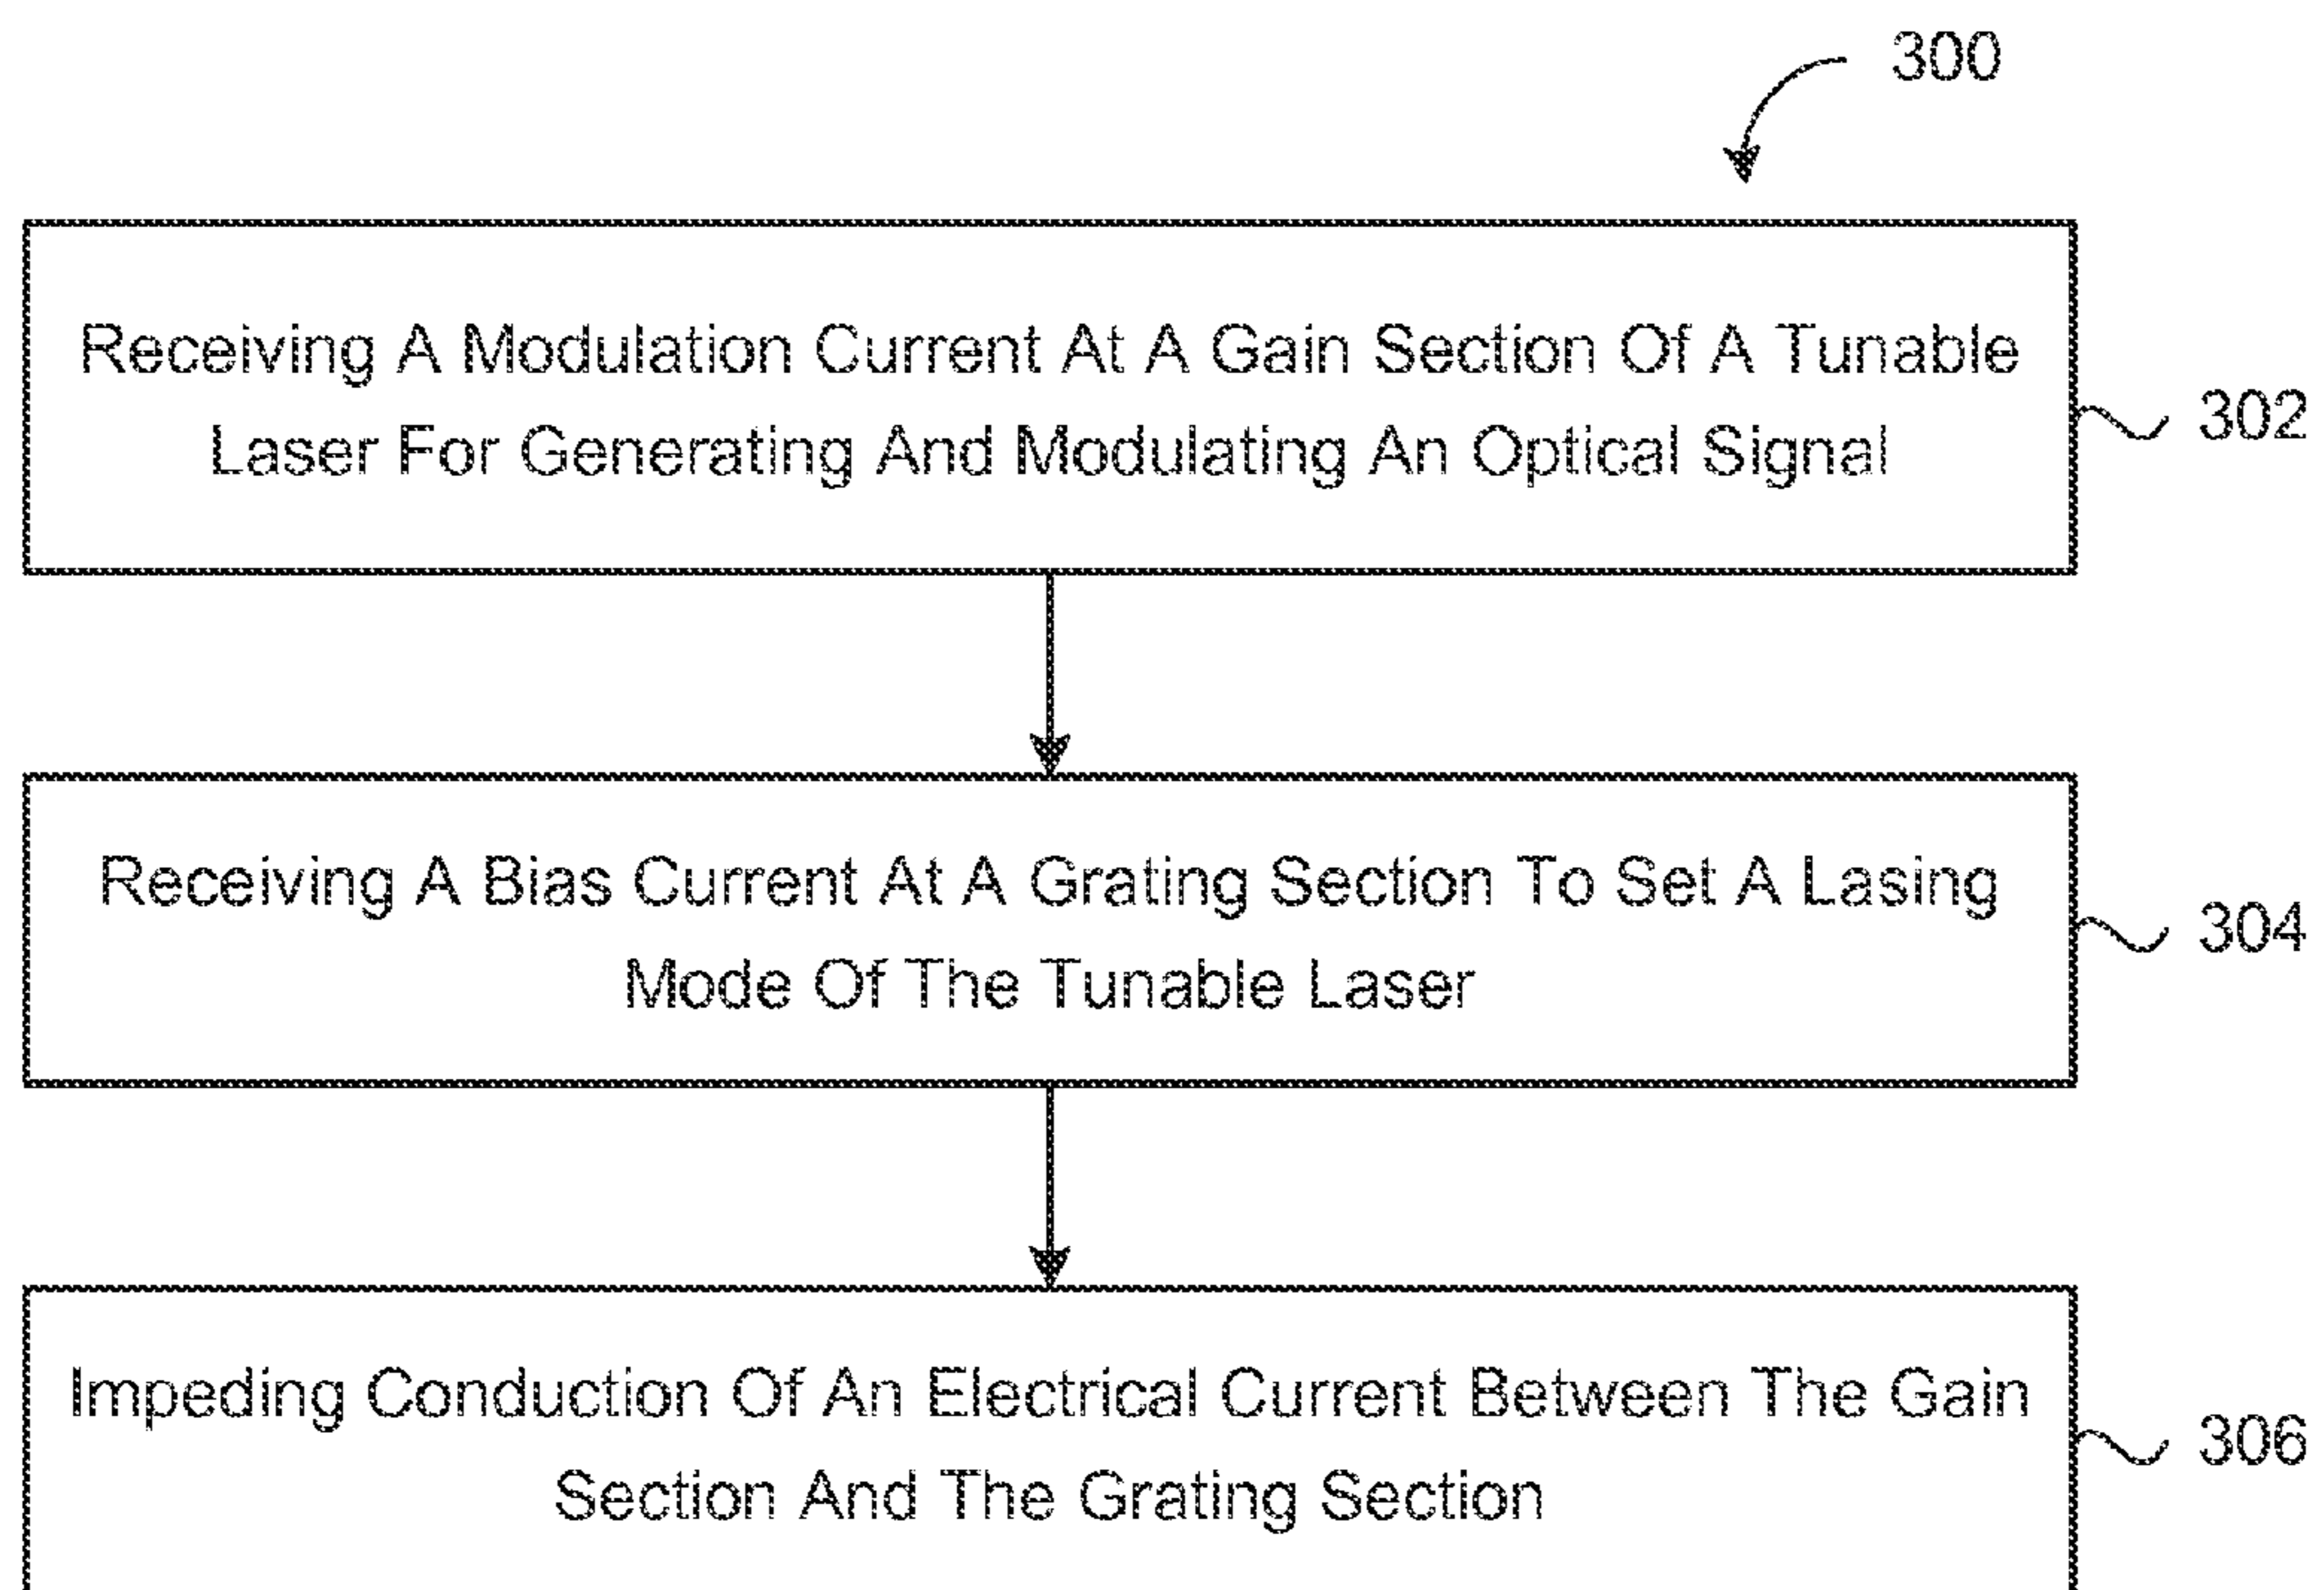 300
Receiving A Modulation Current At A Gain Section Of A Tunable
Laser For Generating And Modulating An Optical Signal
302
Receiving A Bias Current At A Grating Section To Set A Lasing
Mode Of The Tunable Laser
304
Impeding Conduction Of An Electrical Current Between The Gain
Section And The Grating Section
306